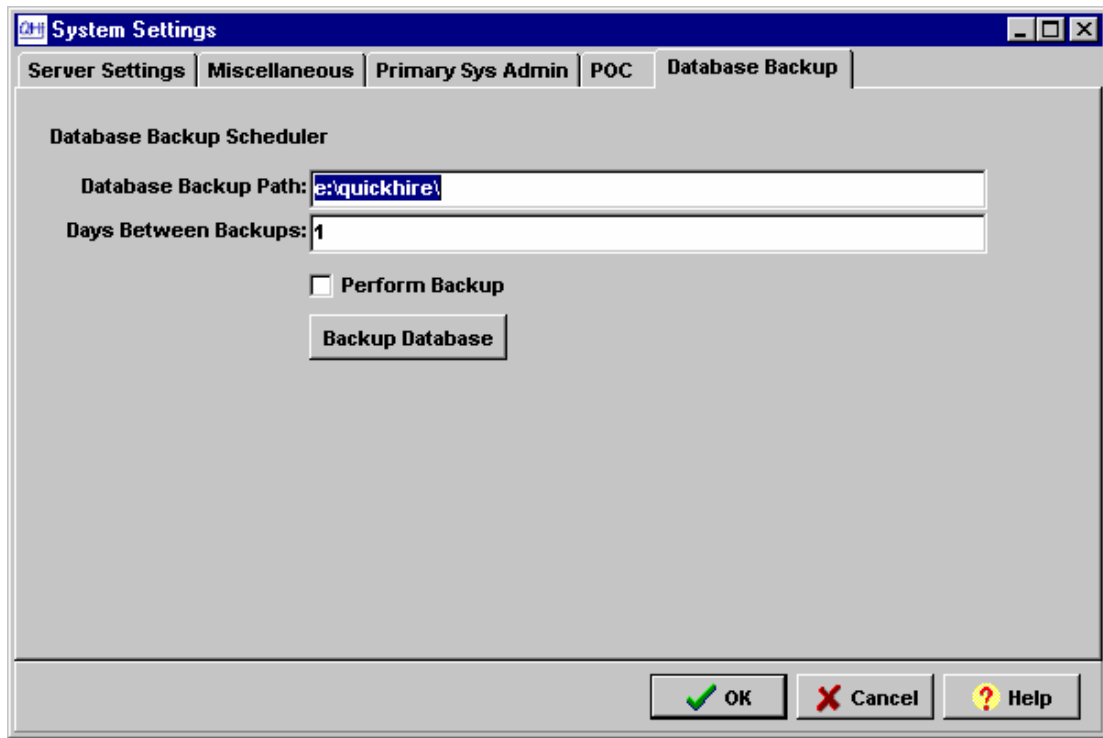 QHi System Settings
Server Settings Miscellaneous Primary Sys Admin POC Database Backup
Database Backup Scheduler
Database Backup Path: e:\quickhire\
Days Between Backups: 1
Perform Backup
Backup Database
OK Cancel ? Help